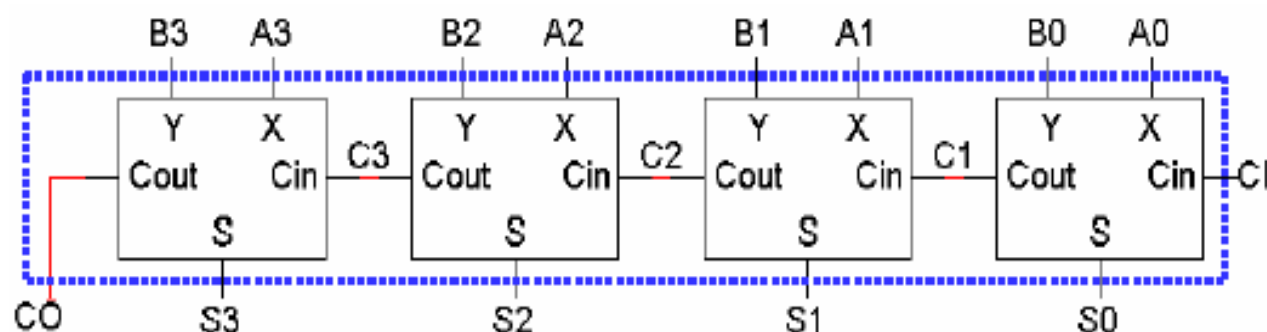 B3 A3 B2 A2 B1 A1 B0 A0
Y X Y X Y X Y X
C3 C2 C1
Cout Cin Cout Cin Cout Cin Cout Cin CI
S S S S
CO S3 S2 S1 S0